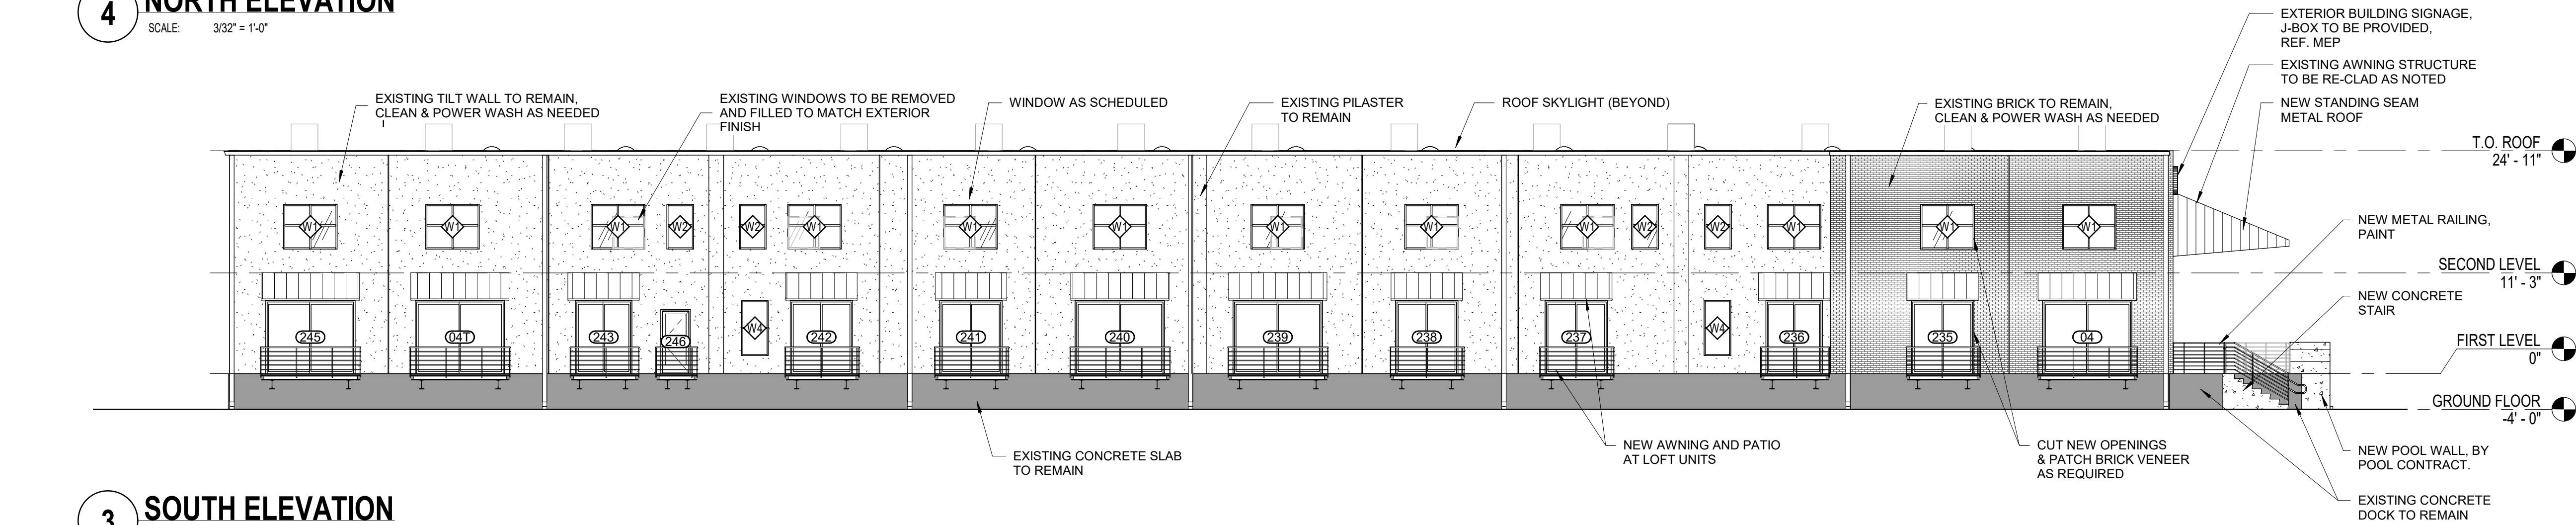 4
NORTH ELEVATION
SCALE: 3/32" = 1'-0"
EXTERIOR BUILDING SIGNAGE,
J-BOX TO BE PROVIDED,
REF. MEP
EXISTING AWNING STRUCTURE
TO BE RE-CLAD AS NOTED
NEW STANDING SEAM
METAL ROOF
EXISTING TILT WALL TO REMAIN,
CLEAN & POWER WASH AS NEEDED
EXISTING WINDOWS TO BE REMOVED
AND FILLED TO MATCH EXTERIOR
FINISH
WINDOW AS SCHEDULED
EXISTING PILASTER
TO REMAIN
ROOF SKYLIGHT (BEYOND)
EXISTING BRICK TO REMAIN,
CLEAN & POWER WASH AS NEEDED
T.O. ROOF
24' - 11"
W1 W1 W1 W2 W2 W1 W1 W1 W1 W1 W1 W2 W2 W1 W1 W1
NEW METAL RAILING,
PAINT
SECOND LEVEL
11' - 3"
NEW CONCRETE
STAIR
W4 W4
245 04T 243 246 242 241 240 239 238 237 236 235 04
FIRST LEVEL
0"
GROUND FLOOR
-4' - 0"
EXISTING CONCRETE SLAB
TO REMAIN
NEW AWNING AND PATIO
AT LOFT UNITS
CUT NEW OPENINGS
& PATCH BRICK VENEER
AS REQUIRED
NEW POOL WALL, BY
POOL CONTRACT.
EXISTING CONCRETE
DOCK TO REMAIN
3
SOUTH ELEVATION